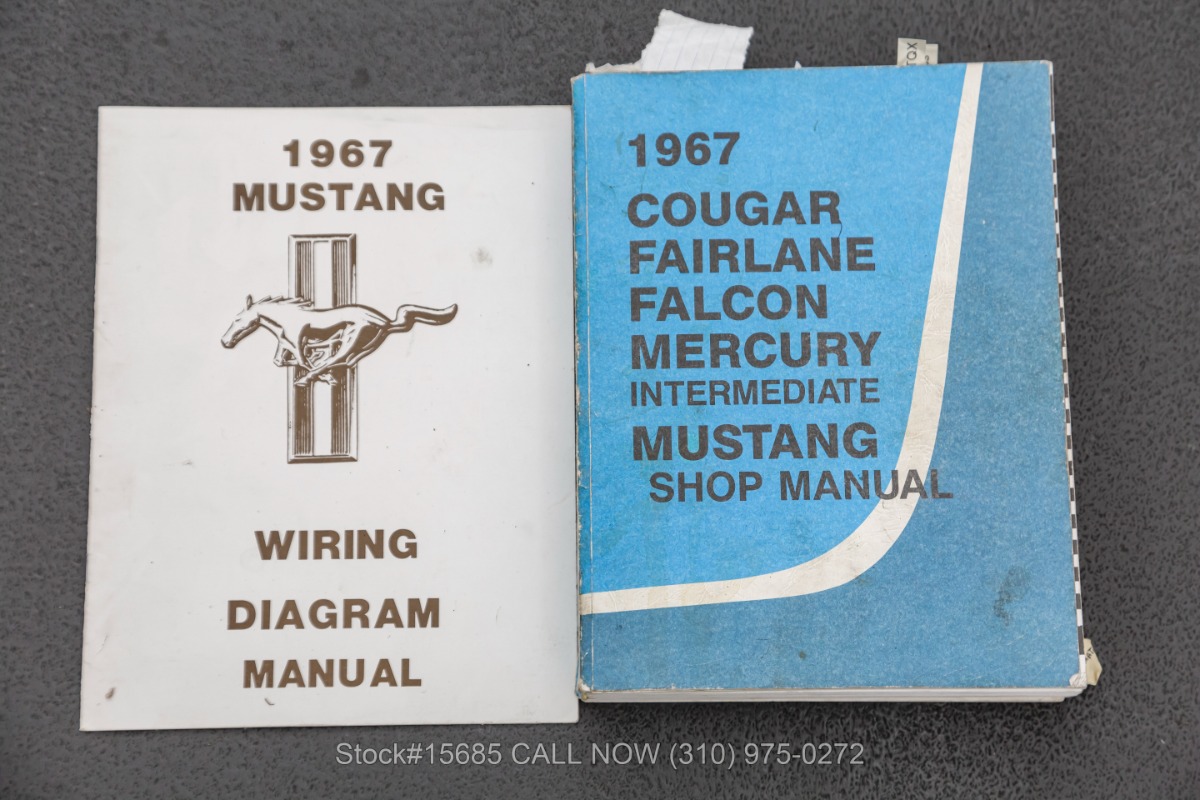 1967
MUSTANG
WIRING
DIAGRAM
MANUAL
TQX
1967
COUGAR
FAIRLANE
FALCON
MERCURY
INTERMEDIATE
MUSTANG
SHOP MANUAL
Stock#15685 CALL NOW (310) 975-0272